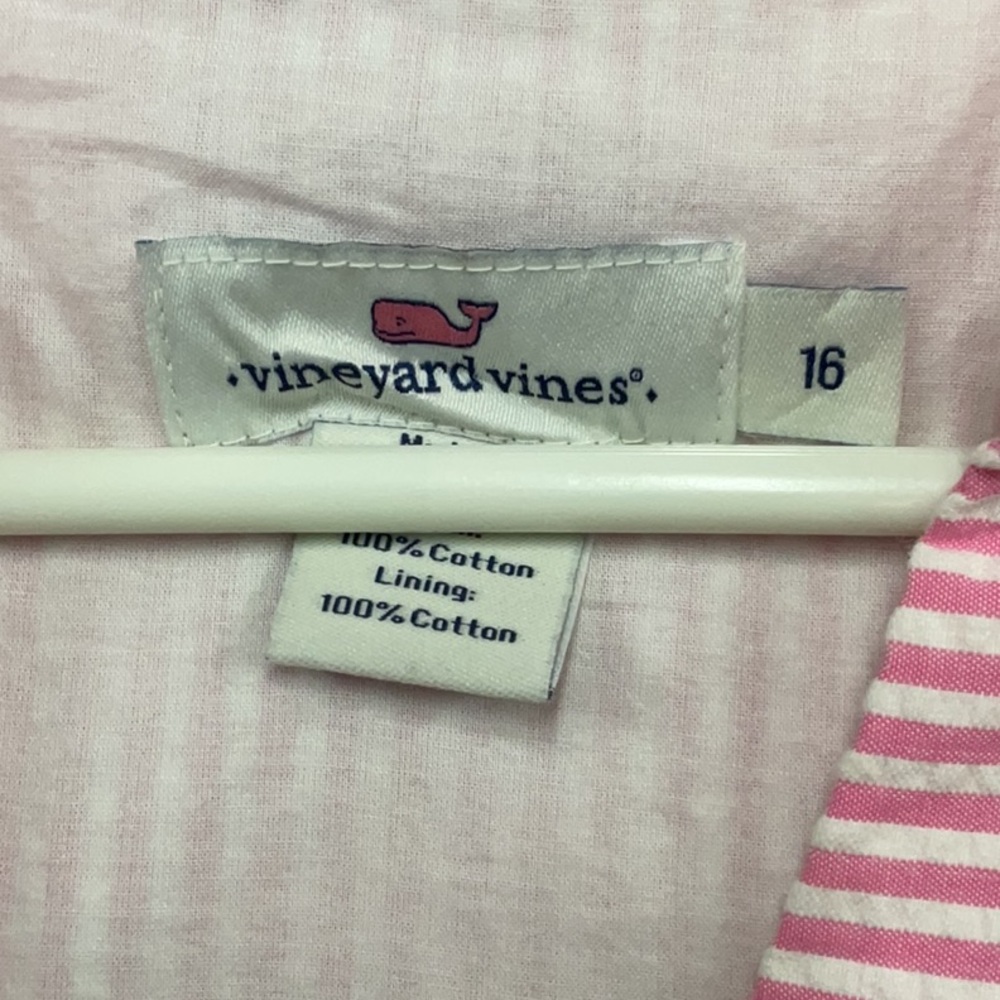 ·vineyard vines®·
16
100% Cotton
Lining:
100% Cotton